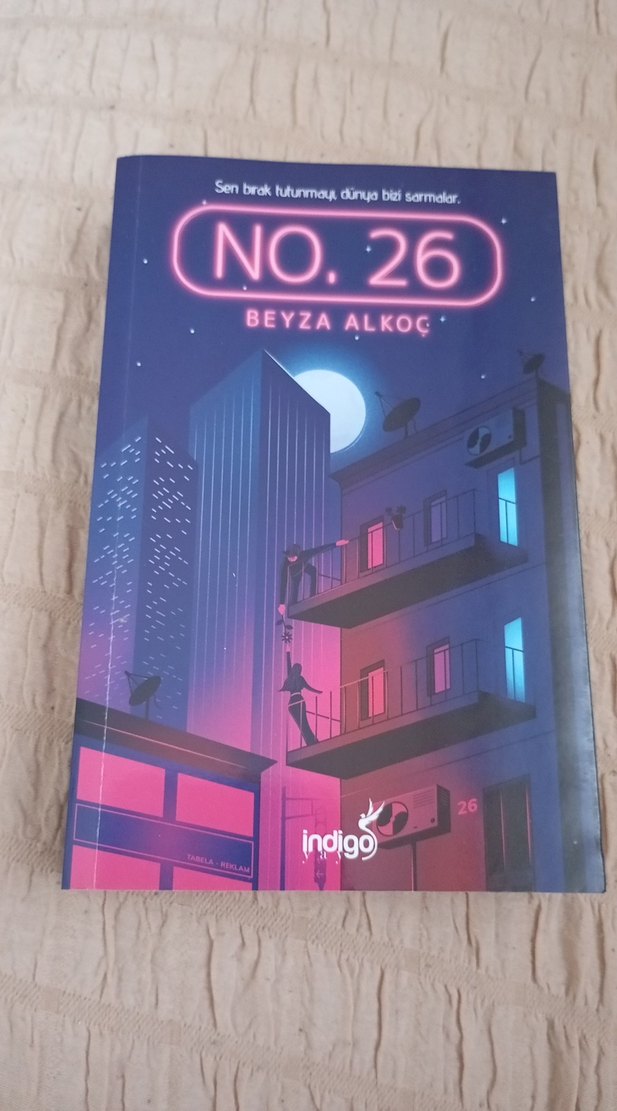 Sen bırak tutunmayı, dünya bizi sarmalar.
NO. 26
BEYZA ALKOÇ
26
indigo
TABELA - REKLAM